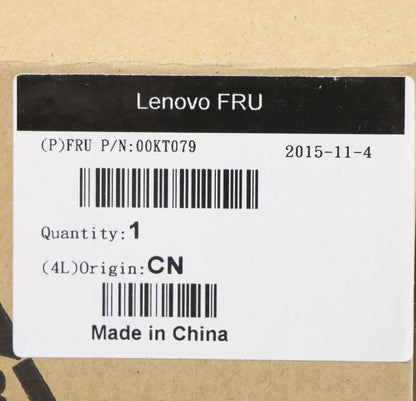 Lenovo FRU
(P)FRU P/N:00KT079 2015-11-4
Quantity:1
(4L)Origin:CN
Made in China